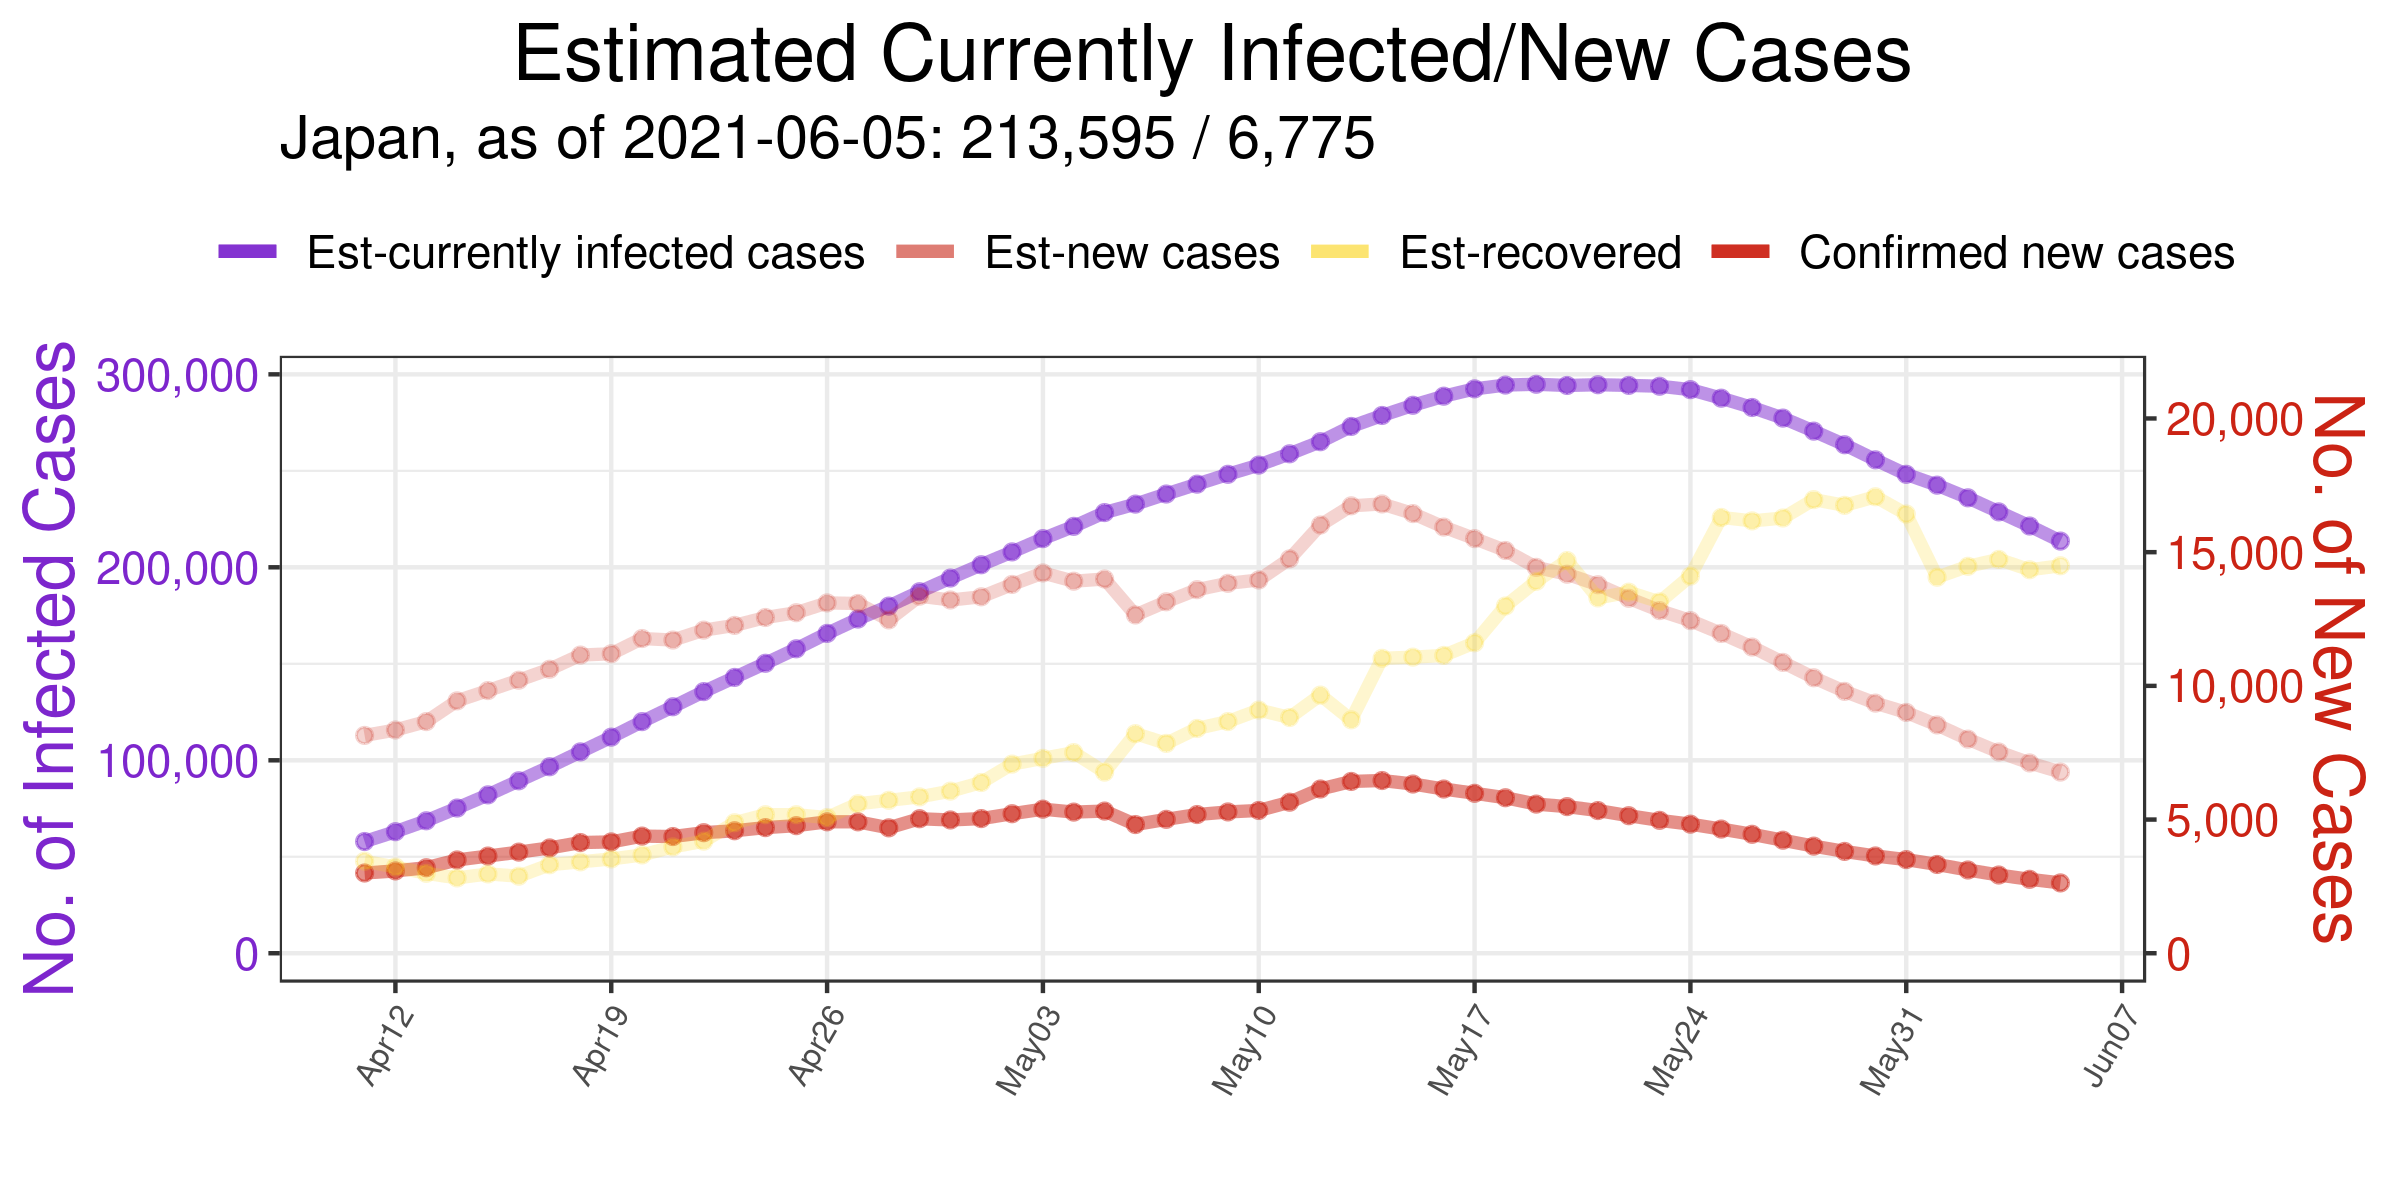 Estimated Currently Infected/New Cases
Japan, as of 2021-06-05: 213,595 / 6,775
Est-currently infected cases Est-new cases Est-recovered Confirmed new cases
No. of Infected Cases
300,000
200,000
100,000
0
20,000
15,000
10,000
5,000
0
No. of New Cases
Apr12 Apr19 Apr26 May03 May10 May17 May24 May31 Jun07